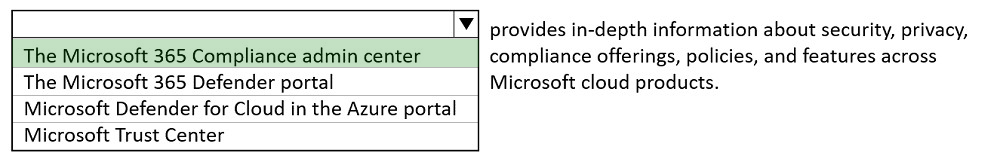 The Microsoft 365 Compliance admin center
The Microsoft 365 Defender portal
Microsoft Defender for Cloud in the Azure portal
Microsoft Trust Center
provides in-depth information about security, privacy,
compliance offerings, policies, and features across
Microsoft cloud products.